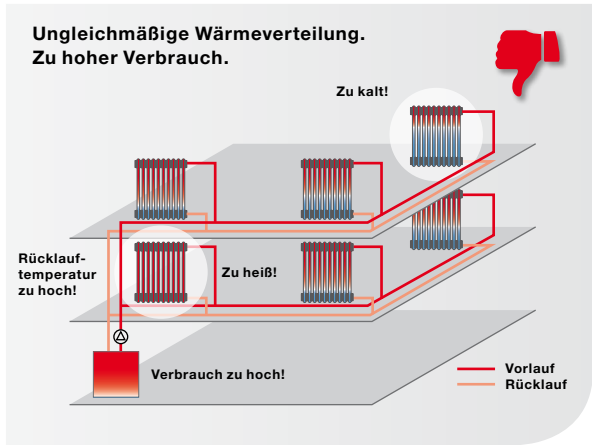 Ungleichmäßige Wärmeverteilung.
Zu hoher Verbrauch.
Zu kalt!
Rücklauf-
temperatur
zu hoch!
Zu heiß!
Verbrauch zu hoch!
Vorlauf
Rücklauf